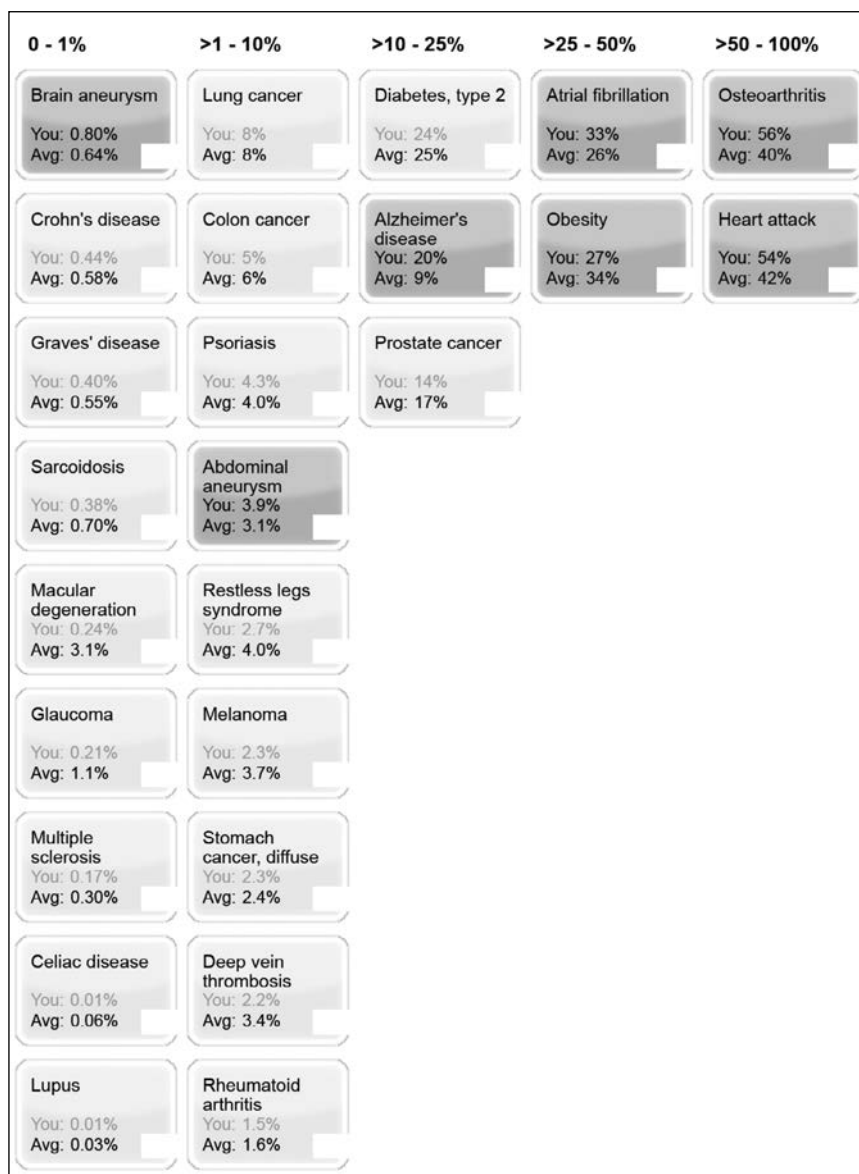 0 - 1%
>1 - 10%
>10 - 25%
>25 - 50%
>50 - 100%
Brain aneurysm
You: 0.80%
Avg: 0.64%
Lung cancer
You: 8%
Avg: 8%
Diabetes, type 2
You: 24%
Avg: 25%
Atrial fibrillation
You: 33%
Avg: 26%
Osteoarthritis
You: 56%
Avg: 40%
Crohn's disease
You: 0.44%
Avg: 0.58%
Colon cancer
You: 5%
Avg: 6%
Alzheimer's
disease
You: 20%
Avg: 9%
Obesity
You: 27%
Avg: 34%
Heart attack
You: 54%
Avg: 42%
Graves' disease
You: 0.40%
Avg: 0.55%
Psoriasis
You: 4.3%
Avg: 4.0%
Prostate cancer
You: 14%
Avg: 17%
Sarcoidosis
You: 0.38%
Avg: 0.70%
Abdominal
aneurysm
You: 3.9%
Avg: 3.1%
Macular
degeneration
You: 0.24%
Avg: 3.1%
Restless legs
syndrome
You: 2.7%
Avg: 4.0%
Glaucoma
You: 0.21%
Avg: 1.1%
Melanoma
You: 2.3%
Avg: 3.7%
Multiple
sclerosis
You: 0.17%
Avg: 0.30%
Stomach
cancer, diffuse
You: 2.3%
Avg: 2.4%
Celiac disease
You: 0.01%
Avg: 0.06%
Deep vein
thrombosis
You: 2.2%
Avg: 3.4%
Lupus
You: 0.01%
Avg: 0.03%
Rheumatoid
arthritis
You: 1.5%
Avg: 1.6%